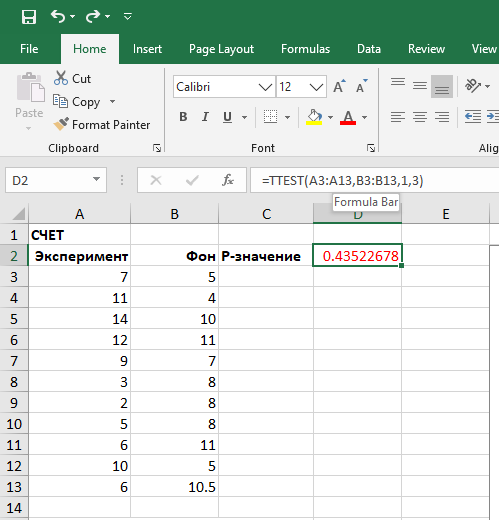 File Home Insert Page Layout Formulas Data Review View
Paste
Cut
Copy
Format Painter
Clipboard
Calibri 12 A A
B I U A
Font
ab
Alig
D2 fx =TTEST(A3:A13,B3:B13,1,3)
Formula Bar
A B C D E
1 СЧЕТ
2 Эксперимент Фон Р-значение 0.43522678
3 7 5
4 11 4
5 14 10
6 12 11
7 9 7
8 3 8
9 2 8
10 5 8
11 6 11
12 10 5
13 6 10.5
14